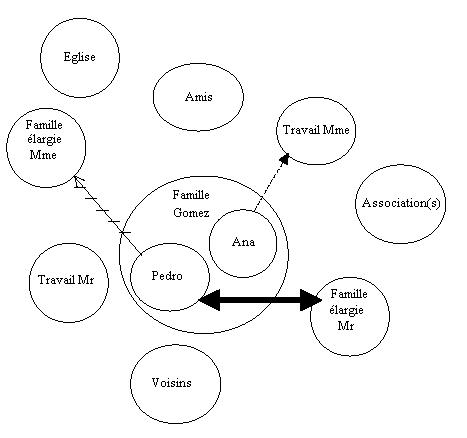 Eglise
Amis
Famille
élargie
Mme
Travail Mme
Famille
Gomez
Association(s)
Ana
Travail Mr
Pedro
Famille
élargie
Mr
Voisins